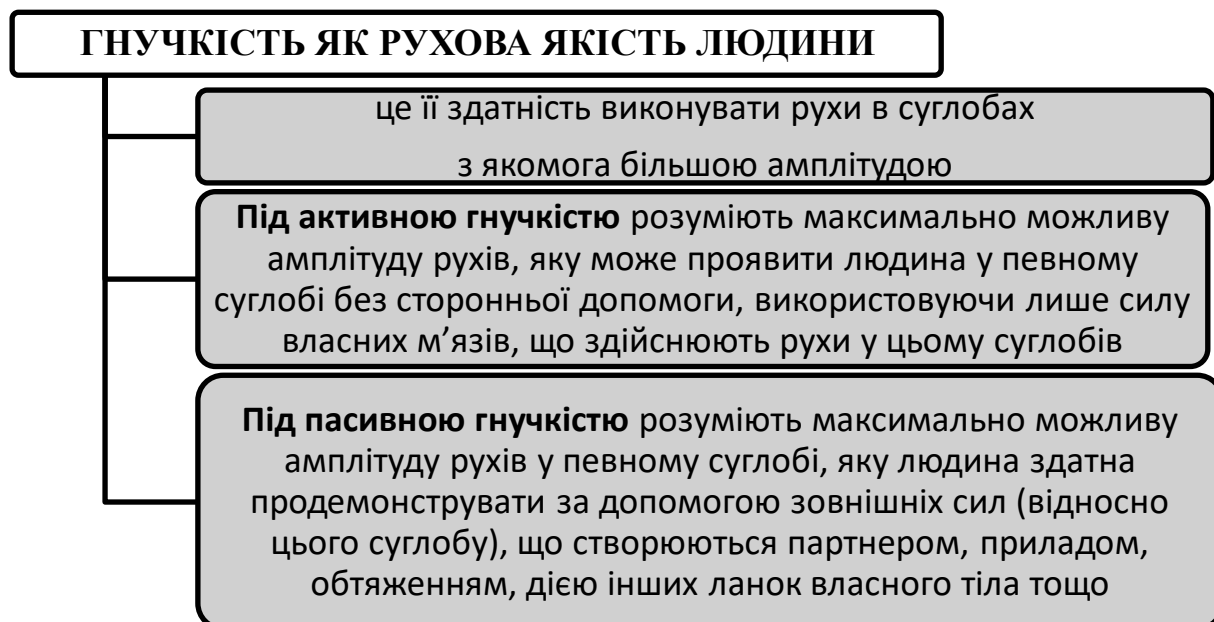 ГНУЧКІСТЬ ЯК РУХОВА ЯКІСТЬ ЛЮДИНИ
це її здатність виконувати рухи в суглобах
з якомога більшою амплітудою
Під активною гнучкістю розуміють максимально можливу
амплітуду рухів, яку може проявити людина у певному
суглобі без сторонньої допомоги, використовуючи лише силу
власних м’язів, що здійснюють рухи у цьому суглобів
Під пасивною гнучкістю розуміють максимально можливу
амплітуду рухів у певному суглобі, яку людина здатна
продемонструвати за допомогою зовнішніх сил (відносно
цього суглобу), що створюються партнером, приладом,
обтяженням, дією інших ланок власного тіла тощо